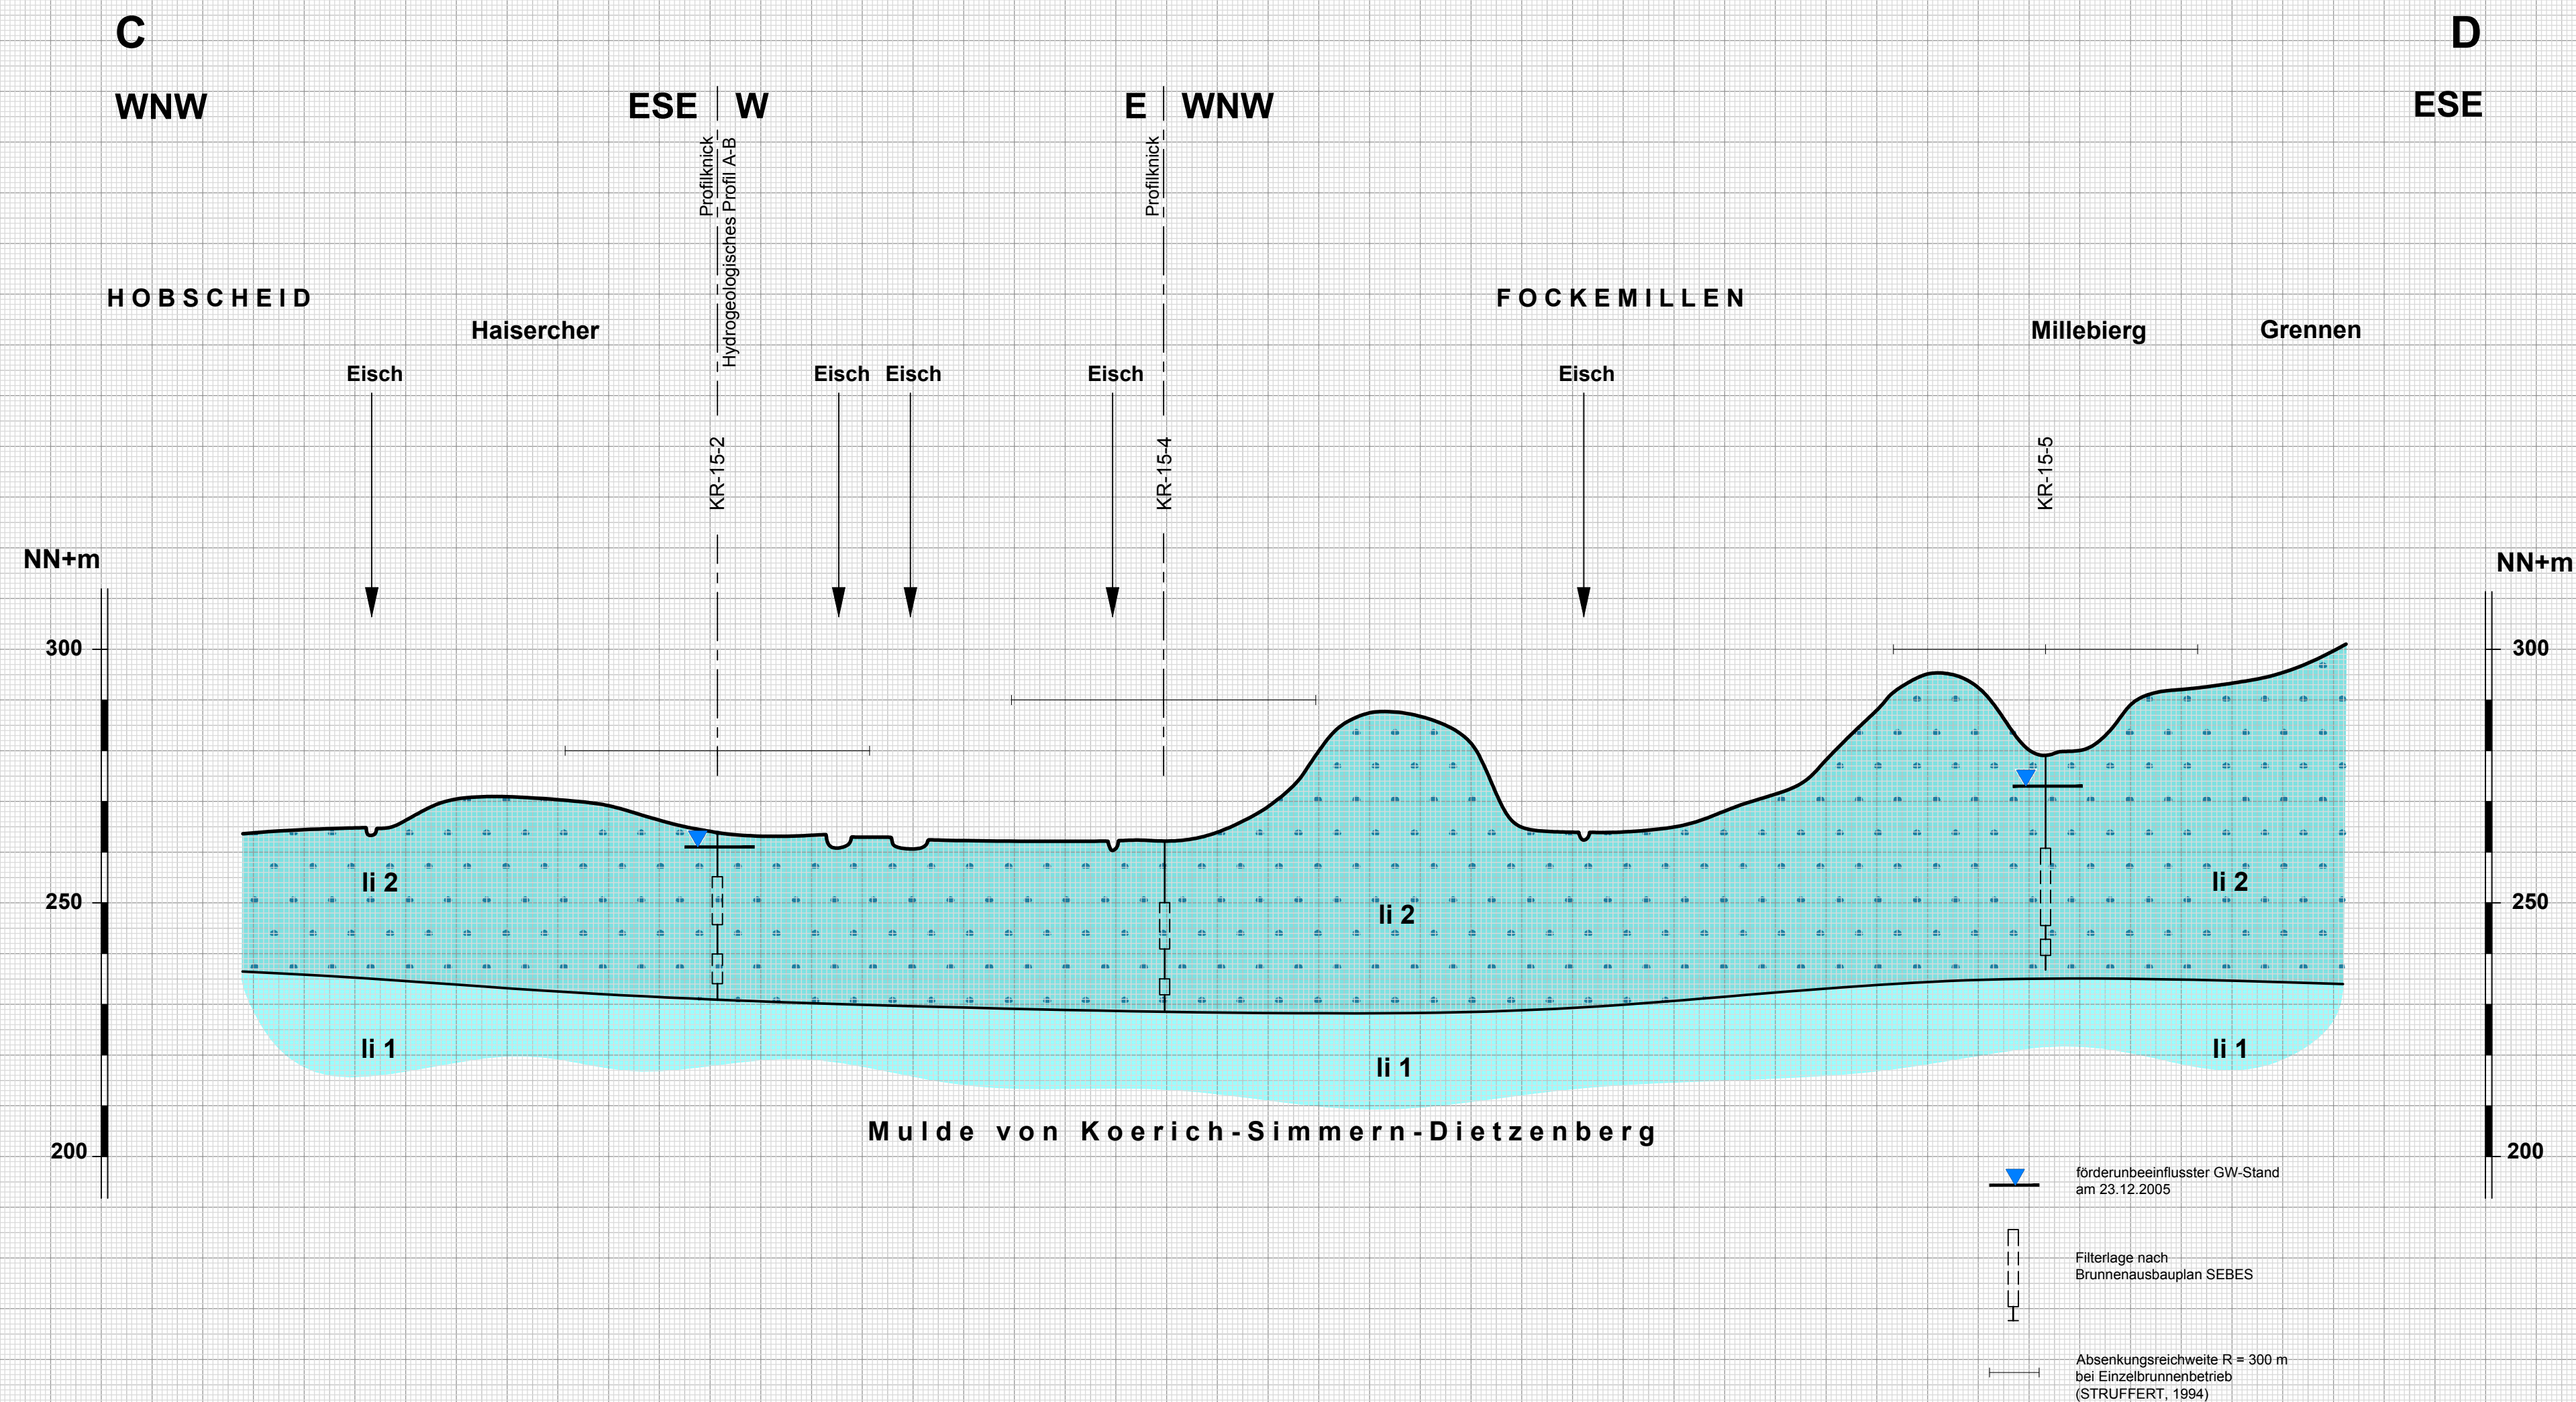 C
D
WNW
ESE
W
E
WNW
ESE
Profilknick
Hydrogeologisches Profil A-B
Profilknick
HOBSCHEID
FOCKEMILLEN
Haisercher
Millebierg
Grennen
Eisch
Eisch
Eisch
Eisch
Eisch
KR-15-2
KR-15-4
KR-15-5
NN+m
NN+m
300
300
250
250
200
200
li 2
li 2
li 2
li 1
li 1
li 1
Mulde von Koerich-Simmern-Dietzenberg
förderunbeeinflusster GW-Stand
am 23.12.2005
Filterlage nach
Brunnenausbauplan SEBES
Absenkungsreichweite R = 300 m
bei Einzelbrunnenbetrieb
(STRUFFERT, 1994)